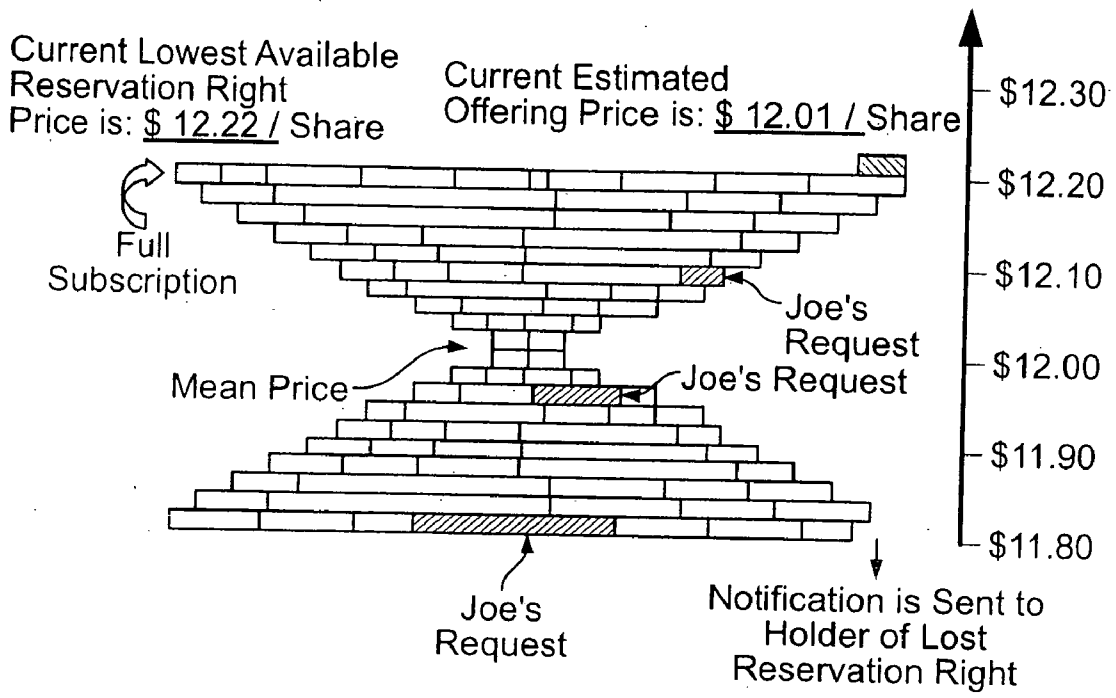 Current Lowest Available
Reservation Right
Price is: $ 12.22 / Share
Current Estimated
Offering Price is: $ 12.01 / Share
$12.30
$12.20
Full
Subscription
$12.10
Joe's
Request
$12.00
Mean Price
Joe's Request
$11.90
$11.80
Joe's
Request
Notification is Sent to
Holder of Lost
Reservation Right